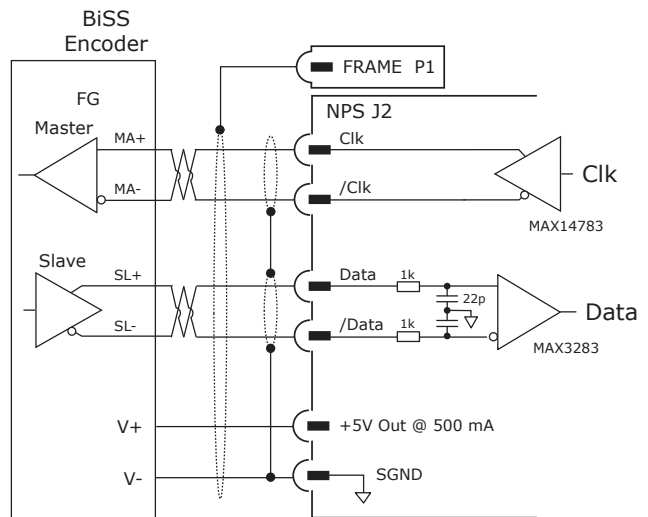 BiSS
Encoder
FRAME P1
FG
NPS J2
Master
MA+
Clk
MA-
/Clk
Clk
MAX14783
Slave
SL+
Data
1k
22p
SL-
/Data
1k
Data
MAX3283
V+
+5V Out @ 500 mA
V-
SGND